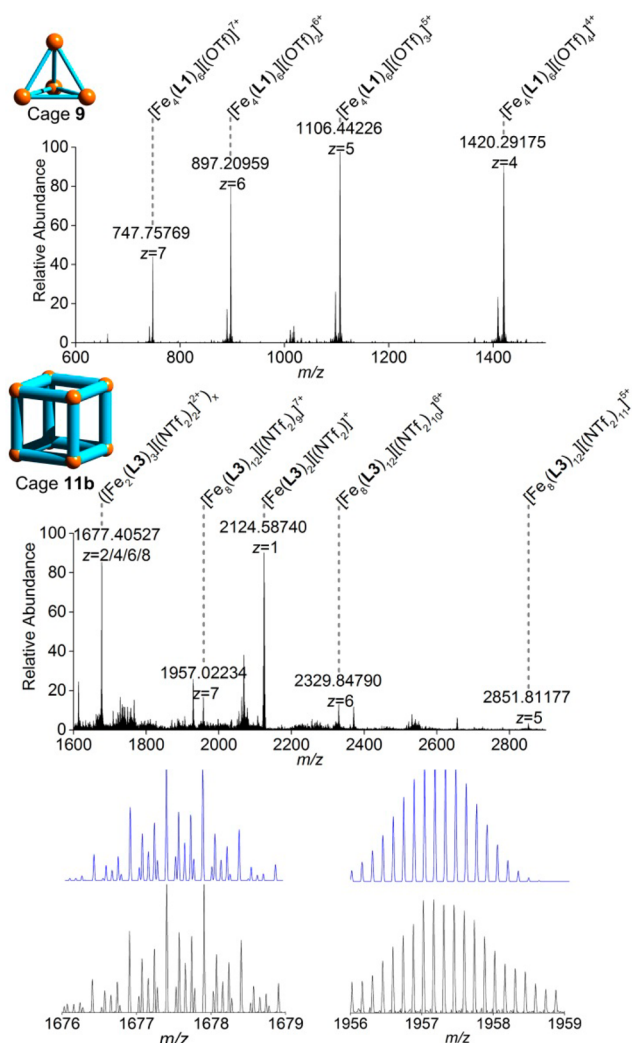 [Fe₄(L1)₆][(OTf)]⁷⁺
[Fe₄(L1)₆][(OTf)₂]⁶⁺
[Fe₄(L1)₆][(OTf)₃]⁵⁺
[Fe₄(L1)₆][(OTf)₄]⁴⁺
Cage 9
Relative Abundance
100
80
60
40
20
0
747.75769
z=7
897.20959
z=6
1106.44226
z=5
1420.29175
z=4
600 800 1000 1200 1400
m/z
([Fe₂(L3)₃][(NTf₂)₂]²⁺)ₓ
[Fe₈(L3)₁₂][(NTf₂)₉]⁷⁺
[Fe(L3)₂][(NTf₂)]⁺
[Fe₈(L3)₁₂][(NTf₂)₁₀]⁶⁺
[Fe₈(L3)₁₂][(NTf₂)₁₁]⁵⁺
Cage 11b
Relative Abundance
100
80
60
40
20
0
1677.40527
z=2/4/6/8
1957.02234
z=7
2124.58740
z=1
2329.84790
z=6
2851.81177
z=5
1600 1800 2000 2200 2400 2600 2800
m/z
1676 1677 1678 1679
m/z
1956 1957 1958 1959
m/z